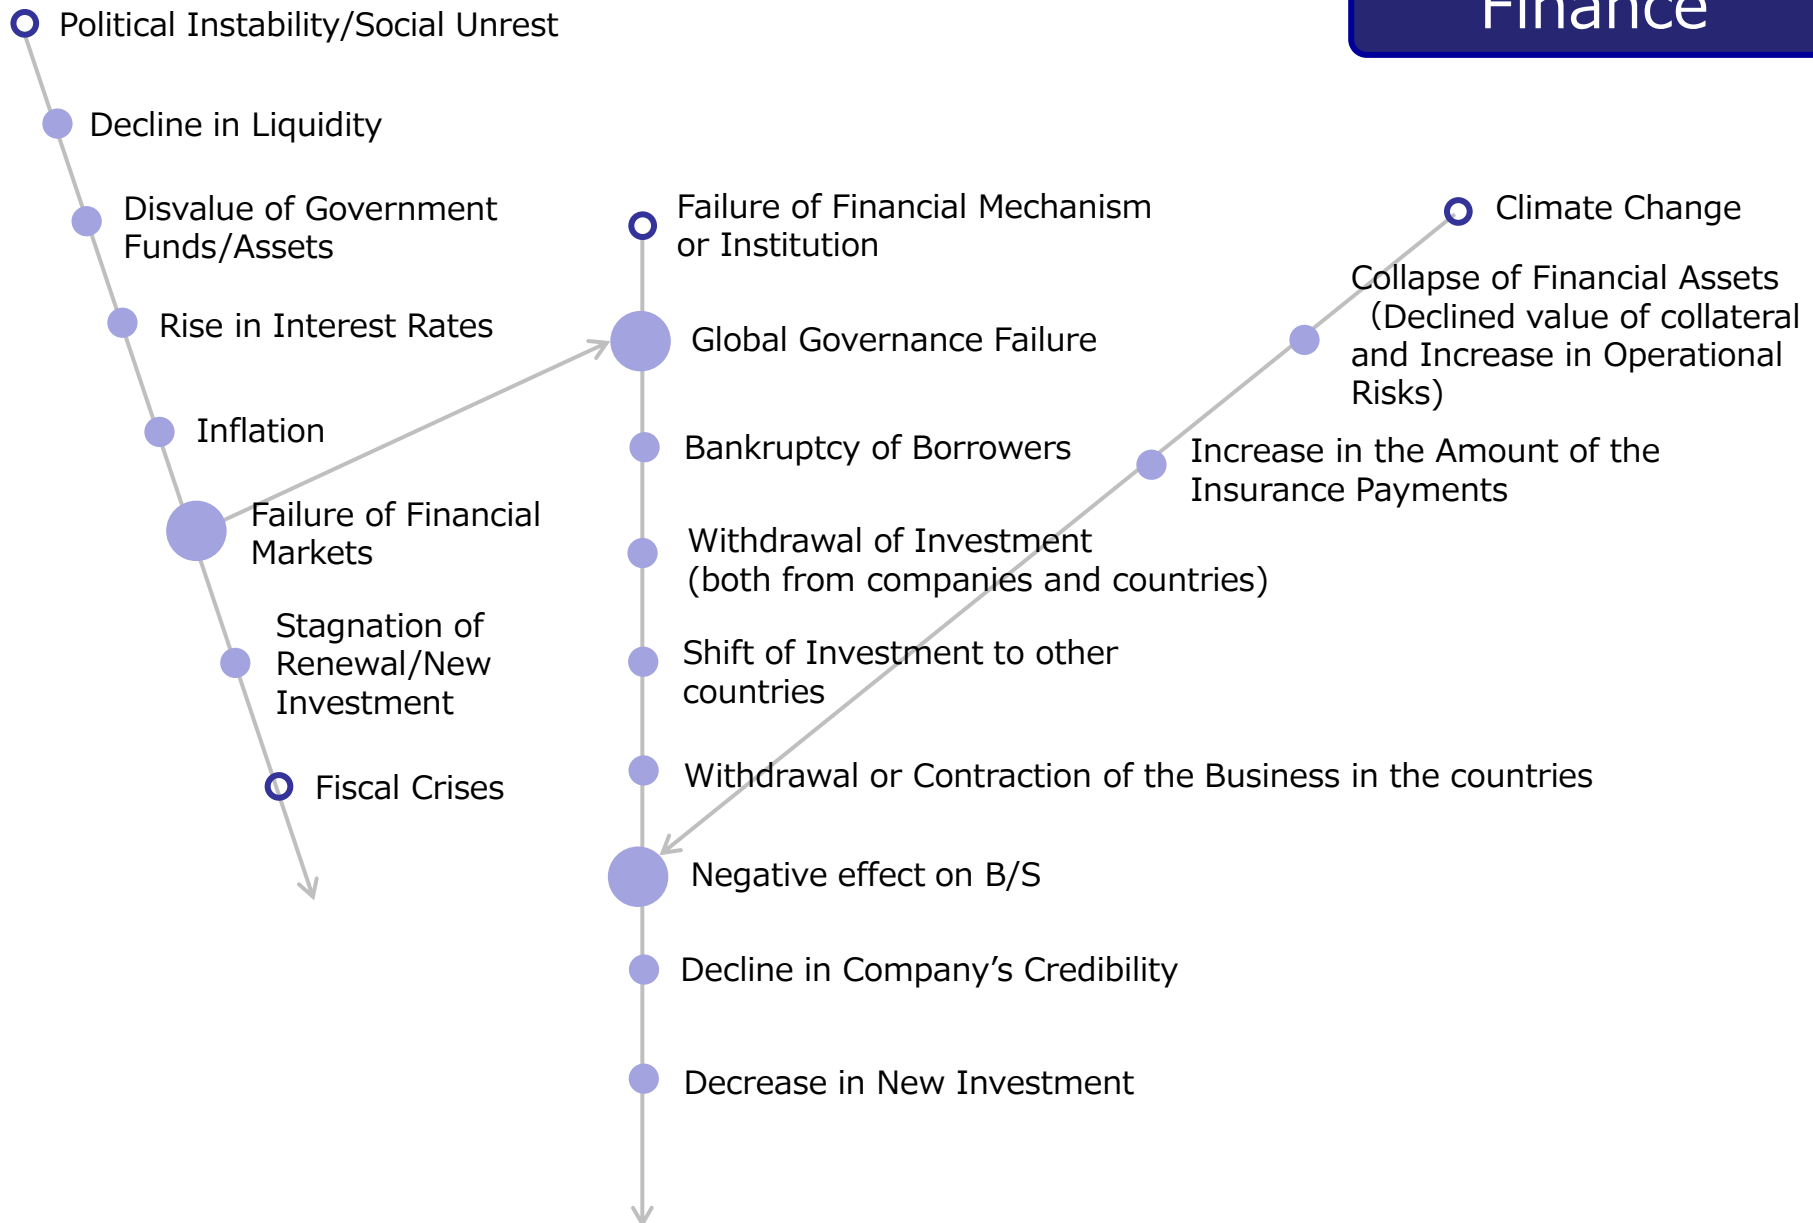 Finance
Political Instability/Social Unrest
Decline in Liquidity
Disvalue of Government
Funds/Assets
Rise in Interest Rates
Inflation
Failure of Financial
Markets
Stagnation of
Renewal/New
Investment
Fiscal Crises
Failure of Financial Mechanism
or Institution
Global Governance Failure
Bankruptcy of Borrowers
Withdrawal of Investment
(both from companies and countries)
Shift of Investment to other
countries
Withdrawal or Contraction of the Business in the countries
Negative effect on B/S
Decline in Company’s Credibility
Decrease in New Investment
Climate Change
Collapse of Financial Assets
（Declined value of collateral
and Increase in Operational
Risks)
Increase in the Amount of the
Insurance Payments